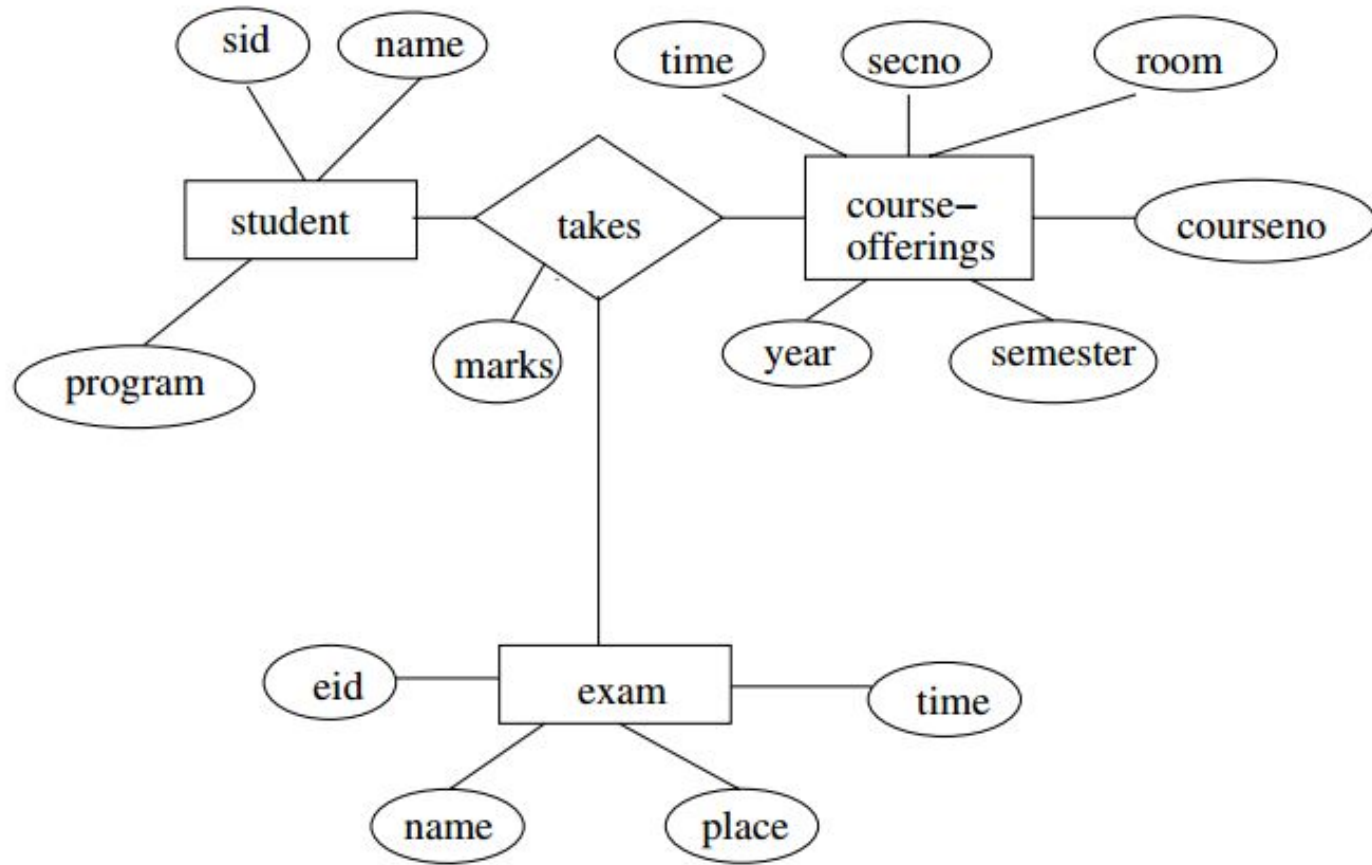 sid
name
time
secno
room
student
takes
course–
offerings
courseno
program
marks
year
semester
eid
exam
time
name
place